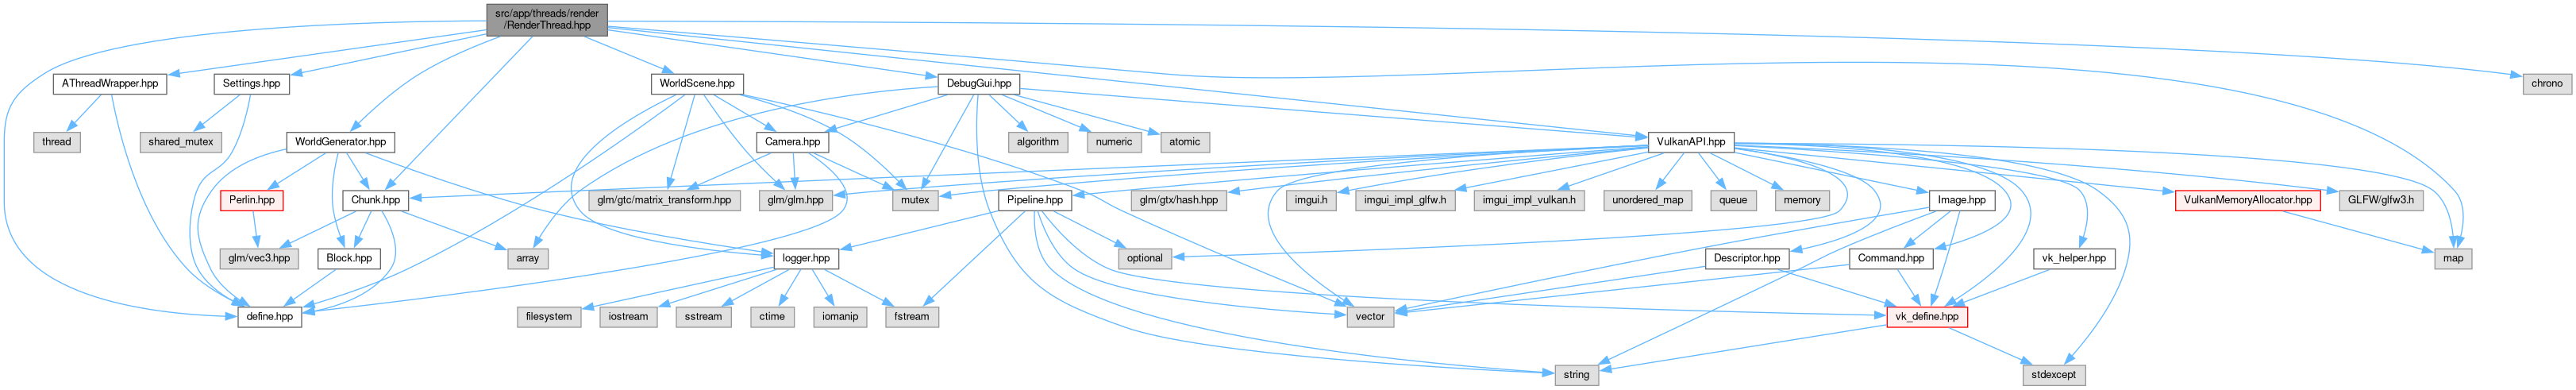 src/app/threads/render
/RenderThread.hpp
AThreadWrapper.hpp
Settings.hpp
WorldScene.hpp
DebugGui.hpp
chrono
thread
shared_mutex
WorldGenerator.hpp
Camera.hpp
algorithm
numeric
atomic
VulkanAPI.hpp
Perlin.hpp
Chunk.hpp
glm/gtc/matrix_transform.hpp
glm/glm.hpp
mutex
Pipeline.hpp
glm/gtx/hash.hpp
imgui.h
imgui_impl_glfw.h
imgui_impl_vulkan.h
unordered_map
queue
memory
Image.hpp
VulkanMemoryAllocator.hpp
GLFW/glfw3.h
glm/vec3.hpp
Block.hpp
array
logger.hpp
optional
Descriptor.hpp
Command.hpp
vk_helper.hpp
map
define.hpp
filesystem
iostream
sstream
ctime
iomanip
fstream
vector
vk_define.hpp
string
stdexcept